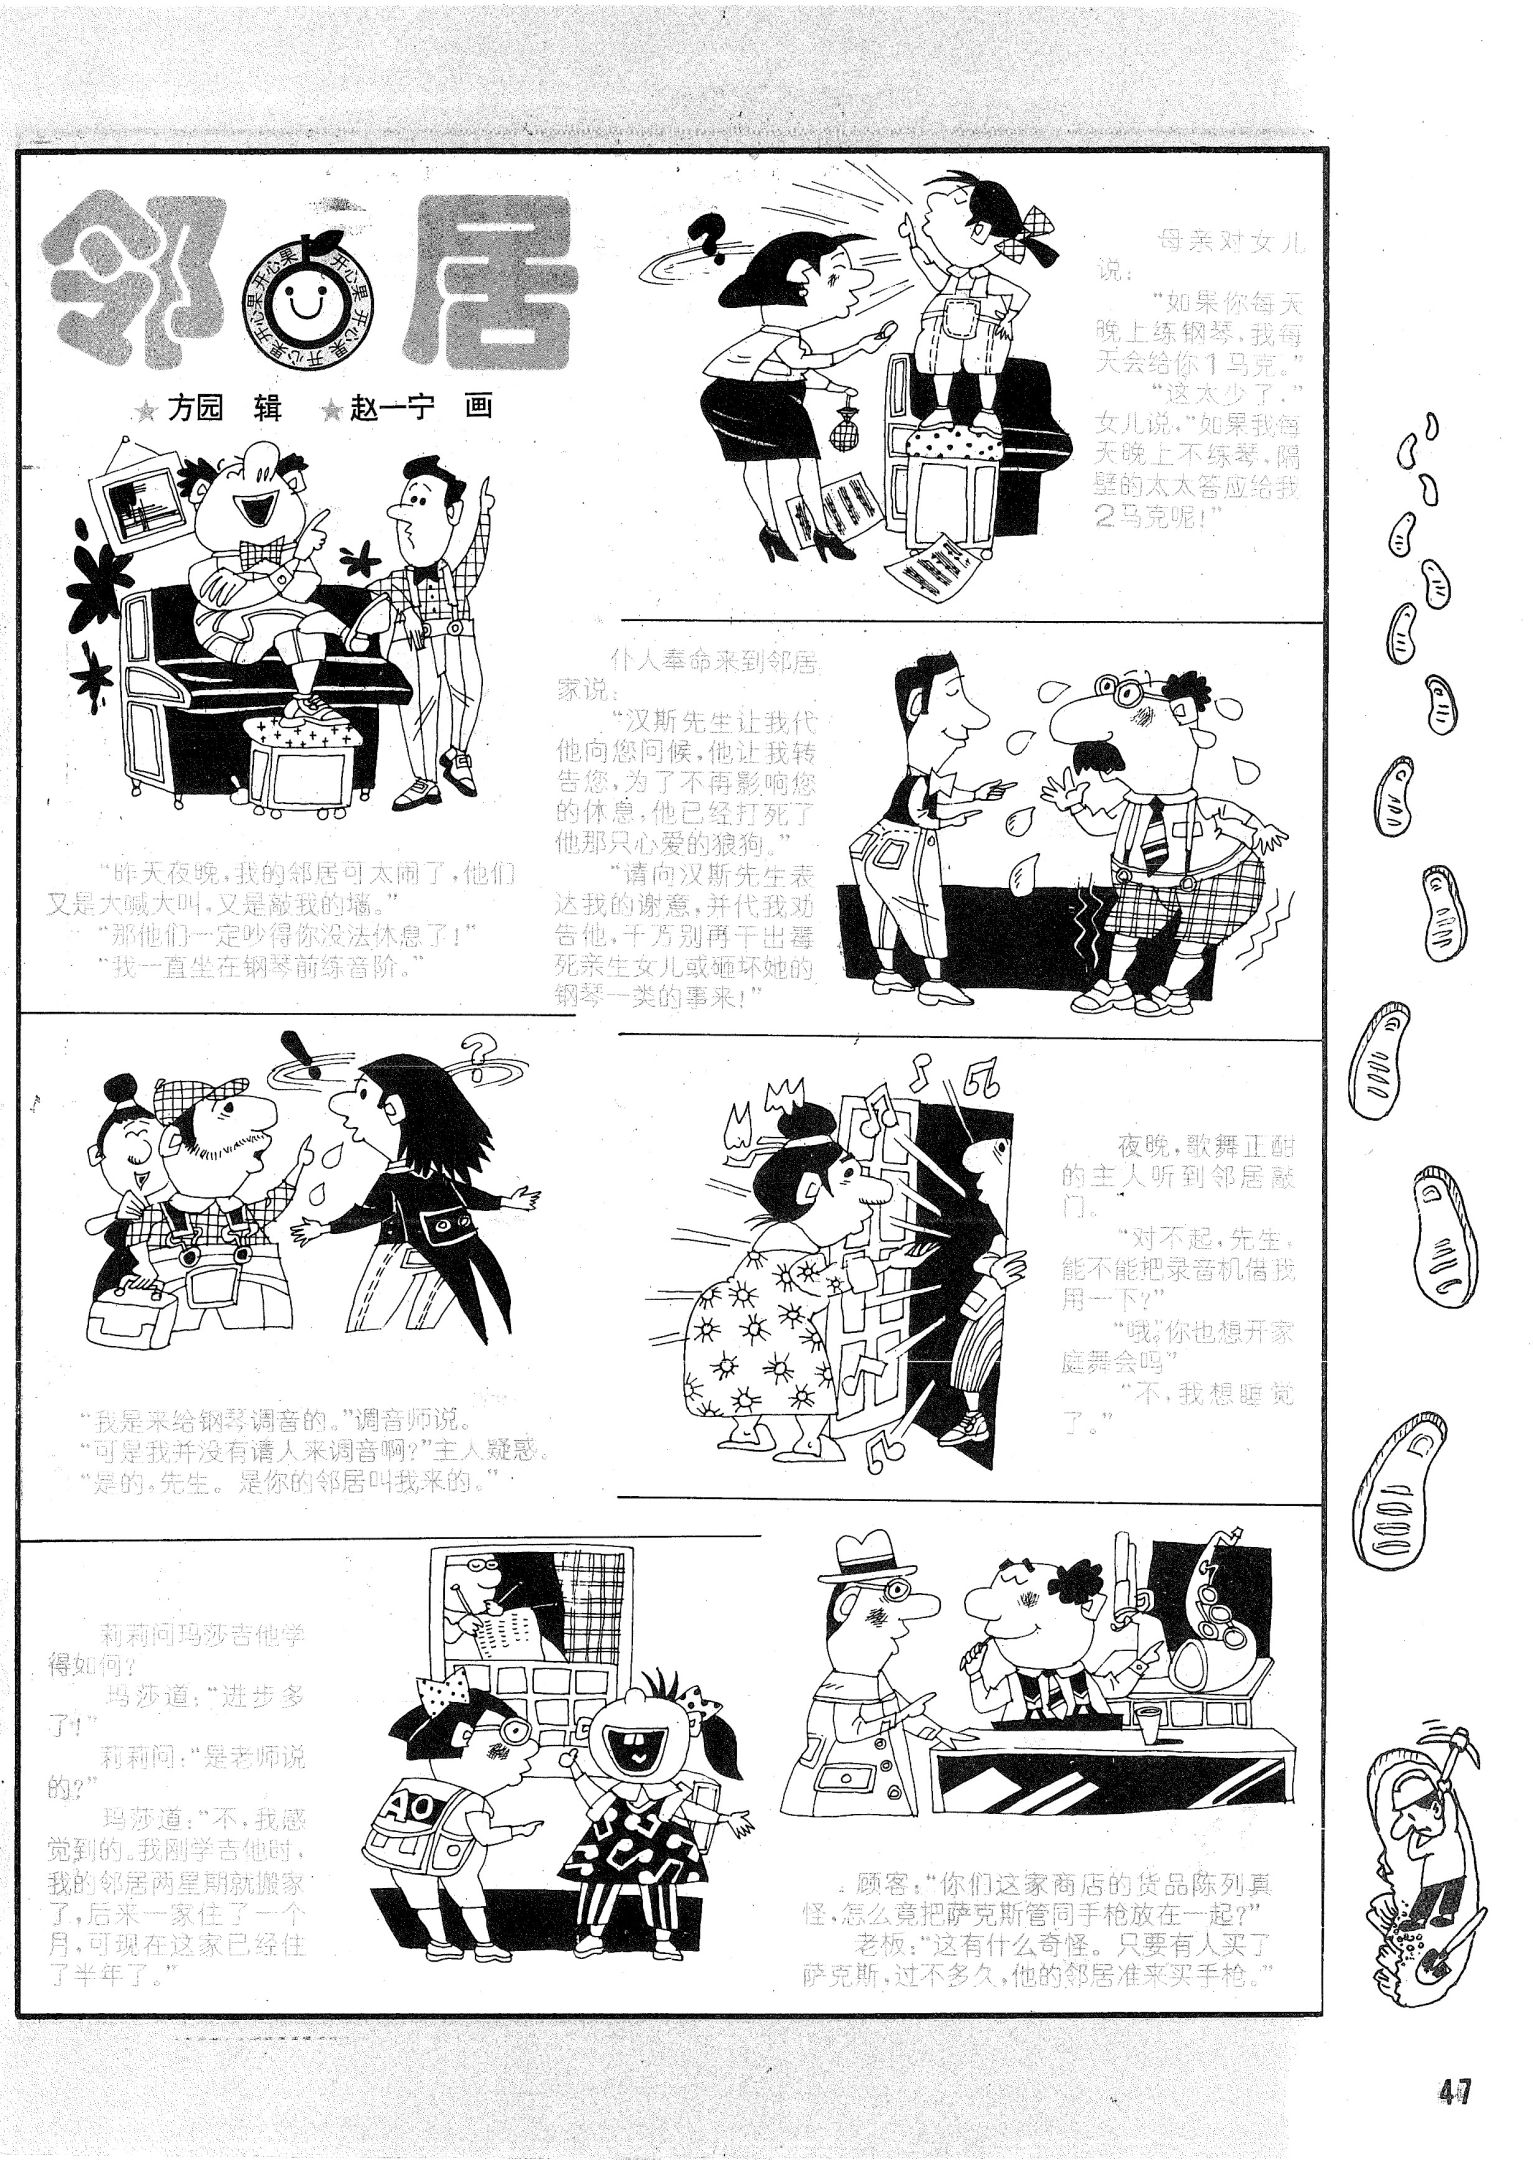 邻居
开心果 开心果 开心果 开心果 开心果
★方园 辑 ★赵一宁 画
“昨天夜晚，我的邻居可太闹了，他们
又是大喊大叫，又是敲我的墙。”
“那他们一定吵得你没法休息了！”
“我一直坐在钢琴前练音阶。”
母亲对女儿
说：
“如果你每天
晚上练钢琴，我每
天会给你1马克。”
“这太少了，”
女儿说，“如果我每
天晚上不练琴，隔
壁的太太答应给我
2马克呢！”
仆人奉命来到邻居
家说：
“汉斯先生让我代
他向您问候，他让我转
告您，为了不再影响您
的休息，他已经打死了
他那只心爱的狼狗。”
“请向汉斯先生表
达我的谢意，并代我劝
告他，千万别再干出毒
死亲生女儿或砸坏她的
钢琴一类的事来！”
“我是来给钢琴调音的。”调音师说。
“可是我并没有请人来调音啊？”主人疑惑。
“是的，先生。是你的邻居叫我来的。”
夜晚，歌舞正酣
的主人听到邻居敲
门。
“对不起，先生，
能不能把录音机借我
用一下？”
“哦，你也想开家
庭舞会吗”
“不，我想睡觉
了。”
莉莉问玛莎吉他学
得如何？
玛莎道：“进步多
了！”
莉莉问：“是老师说
的？”
玛莎道：“不，我感
觉到的。我刚学吉他时，
我的邻居两星期就搬家
了，后来一家住了一个
月，可现在这家已经住
了半年了。”
AO
顾客：“你们这家商店的货品陈列真
怪，怎么竟把萨克斯管同手枪放在一起？”
老板：“这有什么奇怪。只要有人买了
萨克斯，过不多久，他的邻居准来买手枪。”
47